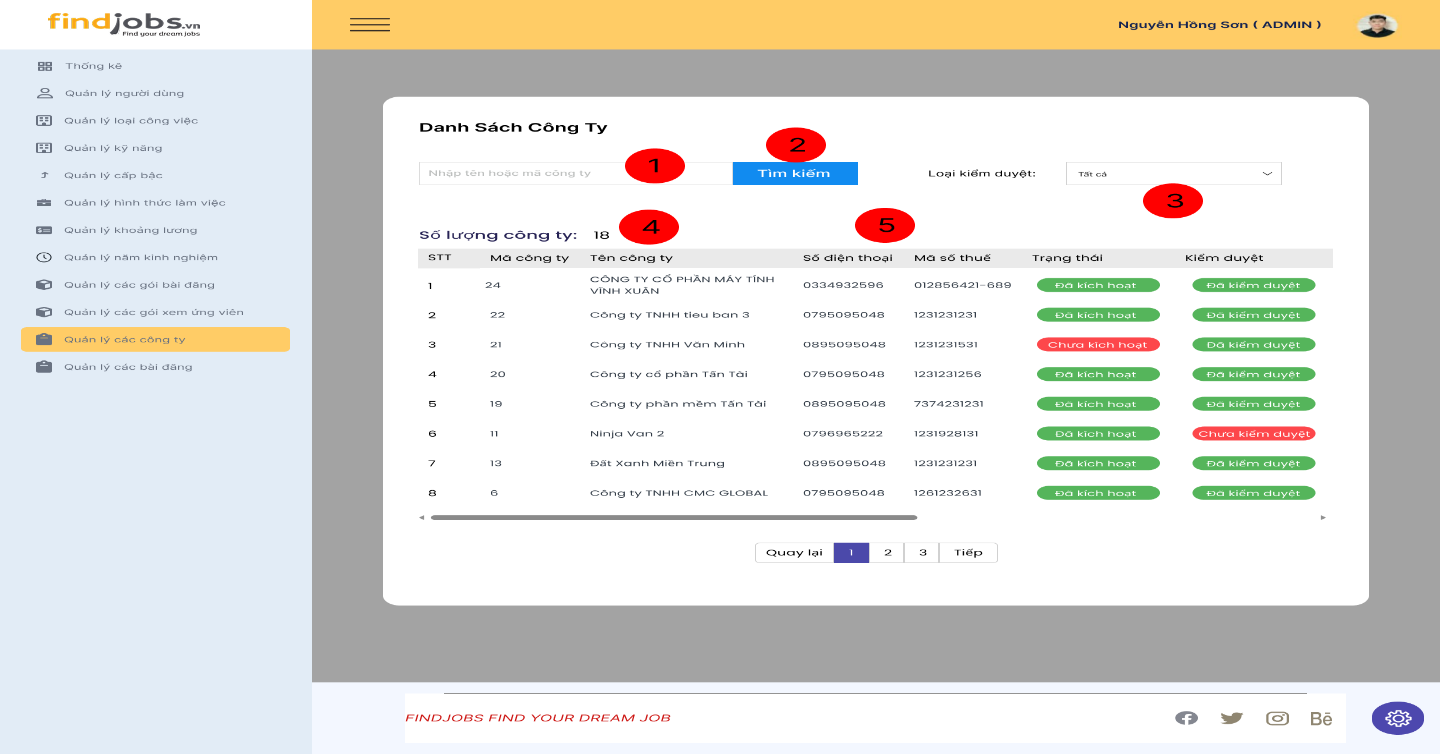 findjobs.vn
Find your dream jobs
Nguyễn Hồng Sơn ( ADMIN )
Thống kê
Quản lý người dùng
Quản lý loại công việc
Quản lý kỹ năng
Quản lý cấp bậc
Quản lý hình thức làm việc
Quản lý khoảng lương
Quản lý năm kinh nghiệm
Quản lý các gói bài đăng
Quản lý các gói xem ứng viên
Quản lý các công ty
Quản lý các bài đăng
Danh Sách Công Ty
2
Nhập tên hoặc mã công ty 1 Tìm kiếm Loại kiểm duyệt: Tất cả
3
Số lượng công ty: 18 4 5
STT Mã công ty Tên công ty Số điện thoại Mã số thuế Trạng thái Kiểm duyệt
1 24 CÔNG TY CỔ PHẦN MÁY TÍNH VĨNH XUÂN 0334932596 012856421-689 Đã kích hoạt Đã kiểm duyệt
2 22 Công ty TNHH tieu ban 3 0795095048 1231231231 Đã kích hoạt Đã kiểm duyệt
3 21 Công ty TNHH Văn Minh 0895095048 1231231531 Chưa kích hoạt Đã kiểm duyệt
4 20 Công ty cổ phần Tấn Tài 0795095048 1231231256 Đã kích hoạt Đã kiểm duyệt
5 19 Công ty phần mềm Tấn Tài 0895095048 7374231231 Đã kích hoạt Đã kiểm duyệt
6 11 Ninja Van 2 0796965222 1231928131 Đã kích hoạt Chưa kiểm duyệt
7 13 Đất Xanh Miền Trung 0895095048 1231231231 Đã kích hoạt Đã kiểm duyệt
8 6 Công ty TNHH CMC GLOBAL 0795095048 1261232631 Đã kích hoạt Đã kiểm duyệt
Quay lại 1 2 3 Tiếp
FINDJOBS FIND YOUR DREAM JOB